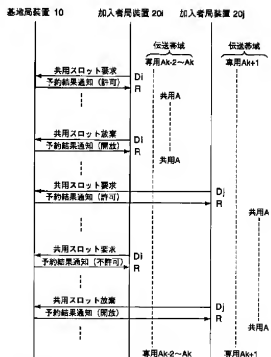 基地局装置 10 加入者局装置 20i 加入者局装置 20j
伝送帯域 伝送帯域
専用Ak-2～Ak 専用Ak+1
共用スロット要求 Di
予約結果通知（許可） R
共用A
共用スロット放棄 Di
予約結果通知（開放） R
共用A
共用スロット要求 Dj
予約結果通知（許可） R
共用A
共用スロット要求 Di
予約結果通知（不許可） R
共用スロット放棄 Dj
予約結果通知（開放） R
共用A
専用Ak-2～Ak 専用Ak+1